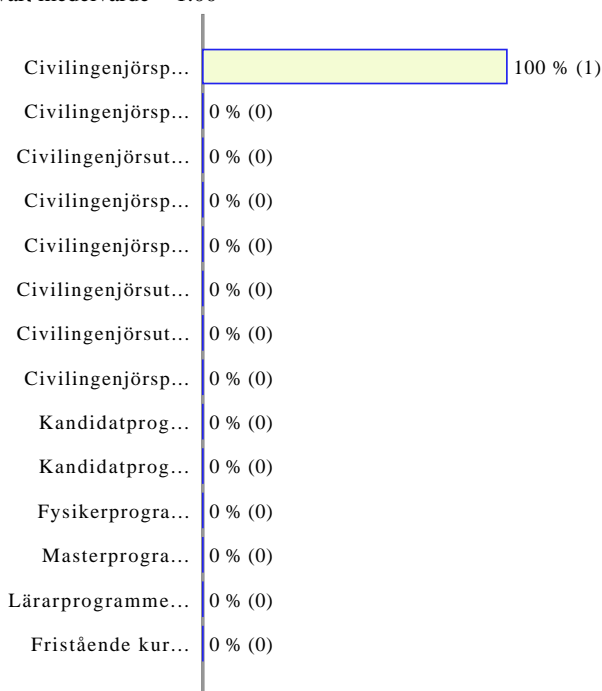 Civilingenjörsp... 100 % (1)
Civilingenjörsp... 0 % (0)
Civilingenjörsut... 0 % (0)
Civilingenjörsp... 0 % (0)
Civilingenjörsp... 0 % (0)
Civilingenjörsut... 0 % (0)
Civilingenjörsut... 0 % (0)
Civilingenjörsp... 0 % (0)
Kandidatprog... 0 % (0)
Kandidatprog... 0 % (0)
Fysikerprogra... 0 % (0)
Masterprogra... 0 % (0)
Lärarprogramme... 0 % (0)
Fristående kur... 0 % (0)